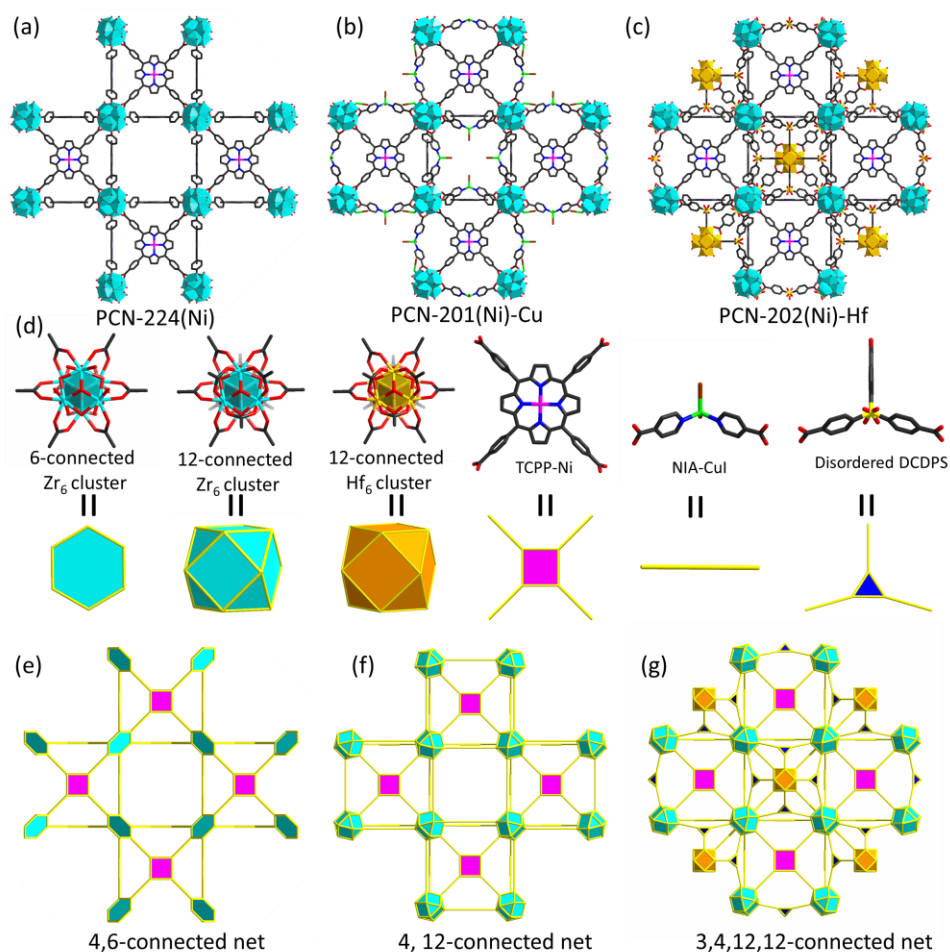 (a)
(b)
(c)
PCN-224(Ni)
PCN-201(Ni)-Cu
PCN-202(Ni)-Hf
(d)
6-connected
Zr6 cluster
12-connected
Zr6 cluster
12-connected
Hf6 cluster
TCPP-Ni
NIA-CuI
Disordered DCDPS
(e)
(f)
(g)
4,6-connected net
4, 12-connected net
3,4,12,12-connected net